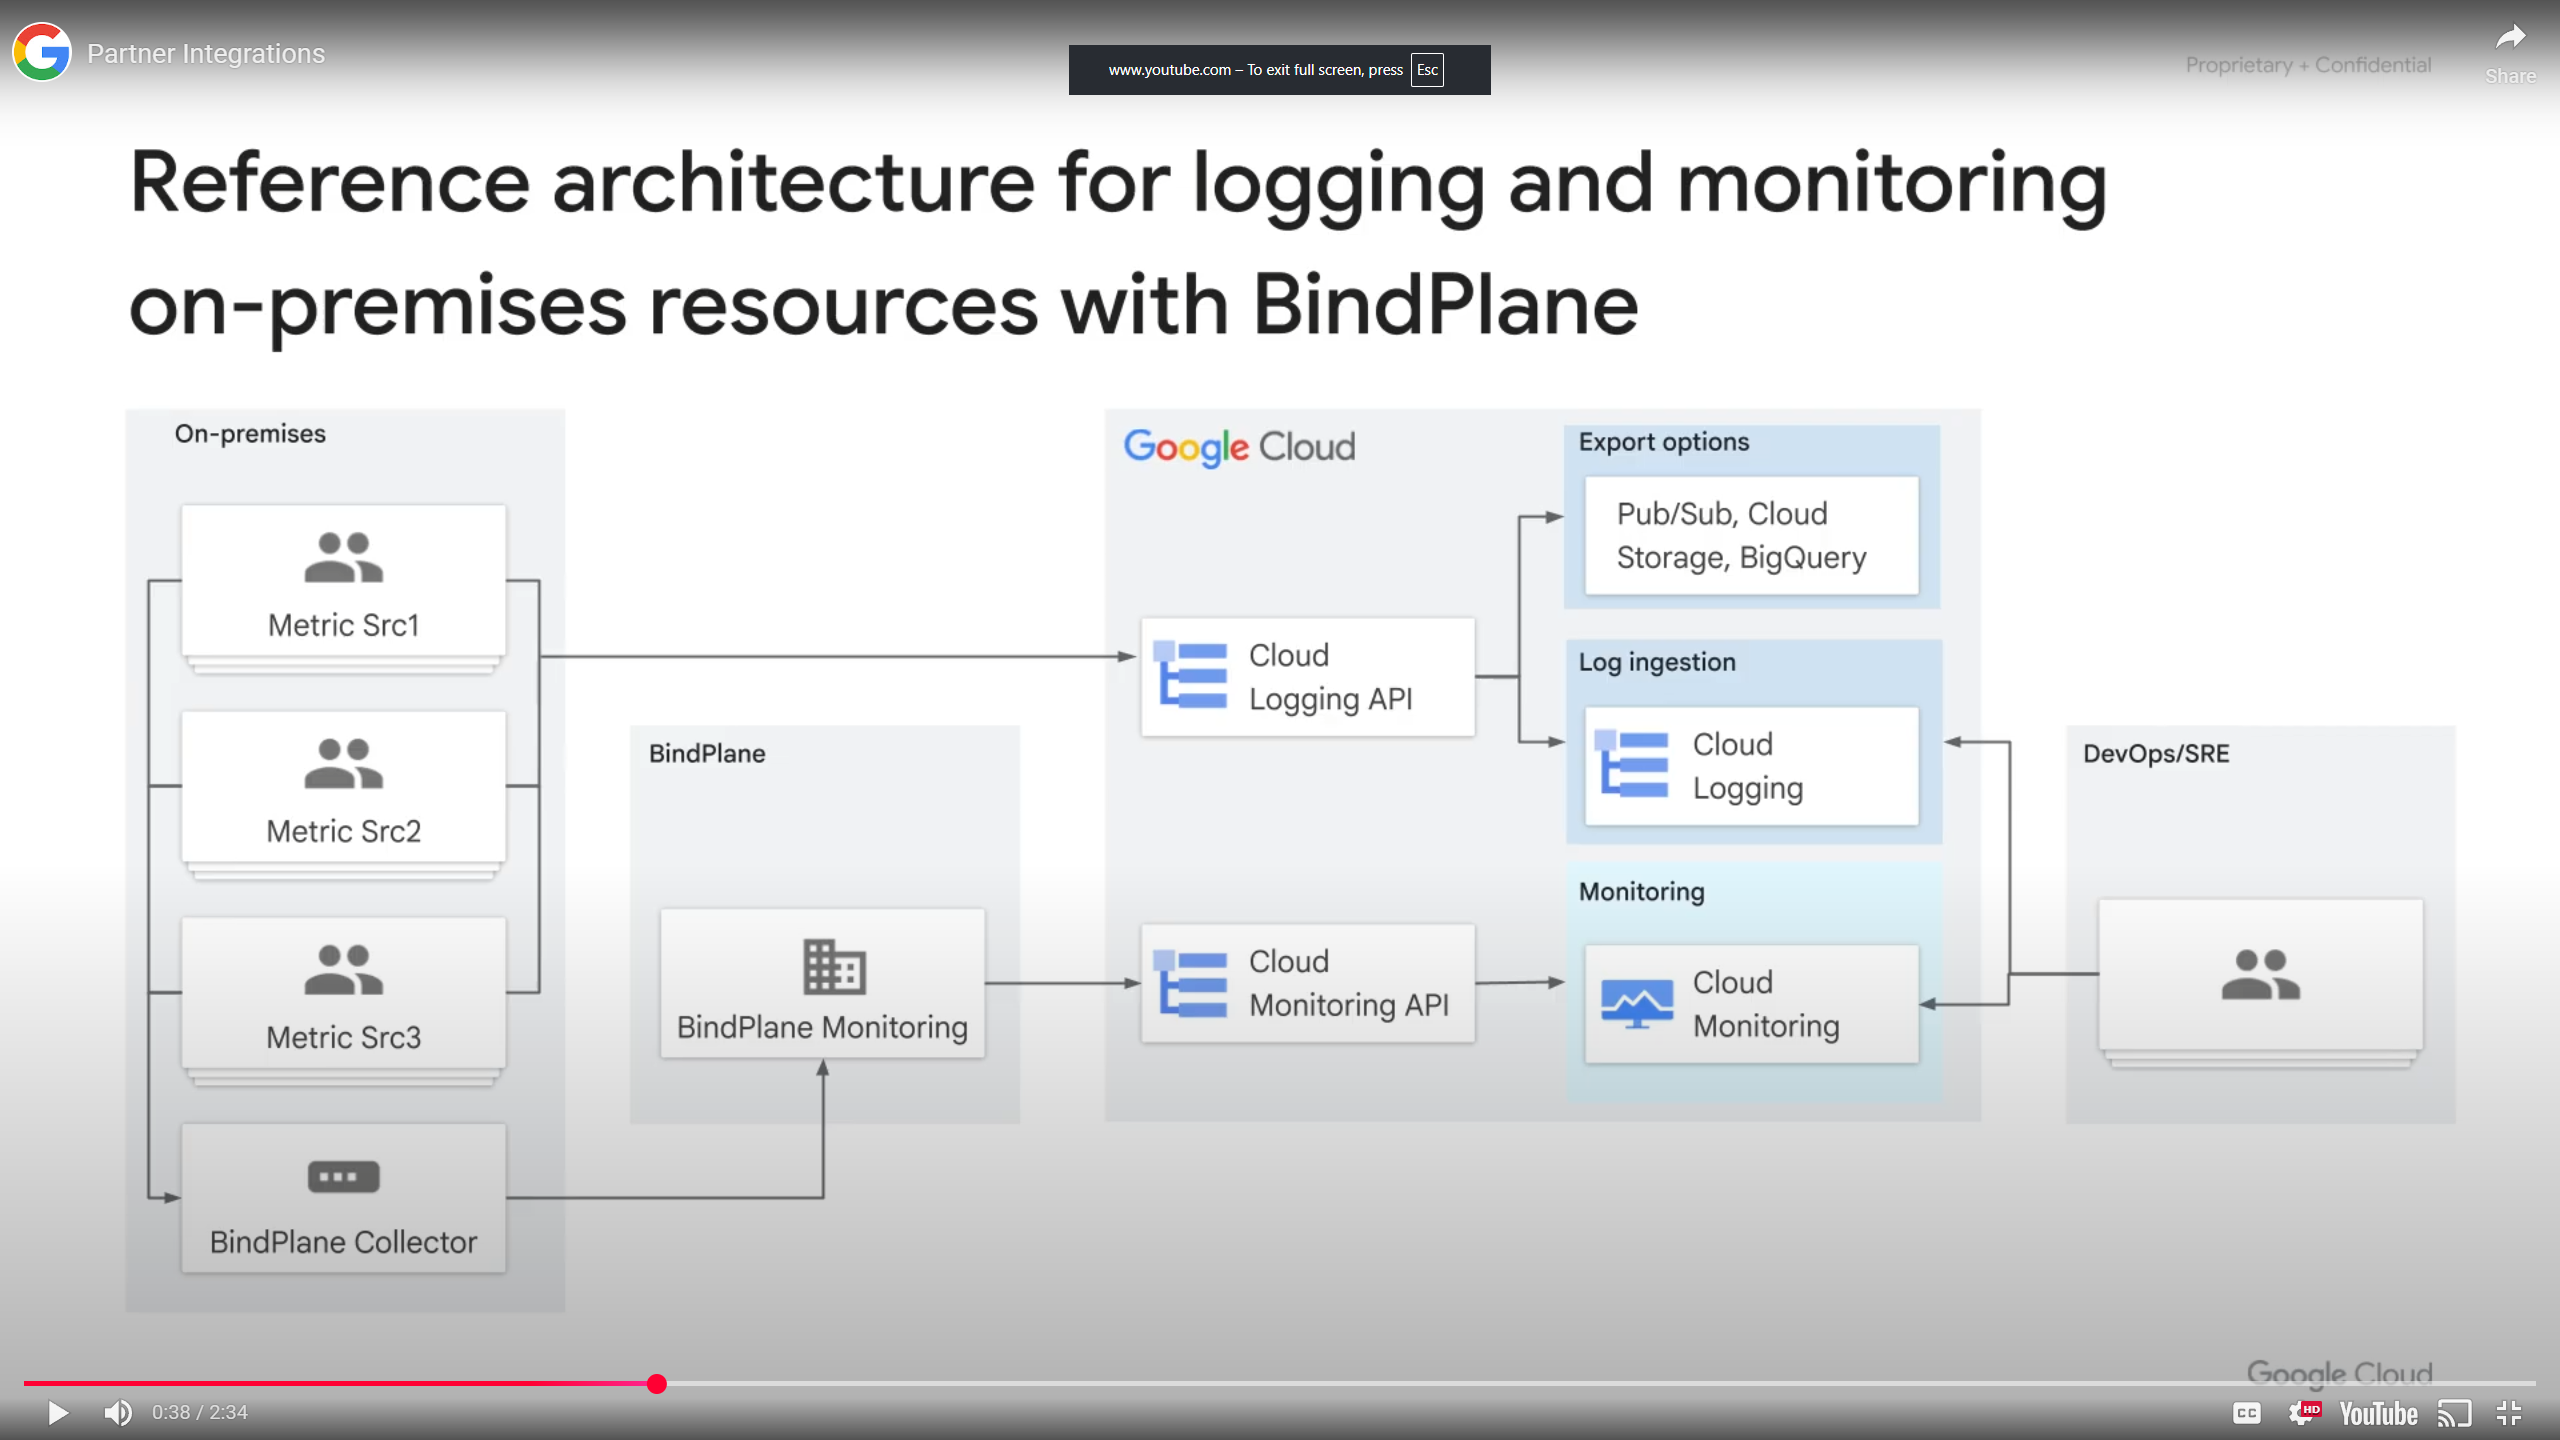 Partner Integrations
www.youtube.com – To exit full screen, press Esc
Proprietary + Confidential
Share
Reference architecture for logging and monitoring
on-premises resources with BindPlane
On-premises
Metric Src1
Metric Src2
Metric Src3
BindPlane Collector
BindPlane
BindPlane Monitoring
Google Cloud
Cloud
Logging API
Cloud
Monitoring API
Export options
Pub/Sub, Cloud
Storage, BigQuery
Log ingestion
Cloud
Logging
Monitoring
Cloud
Monitoring
DevOps/SRE
Google Cloud
0:38 / 2:34
CC
HD
YouTube